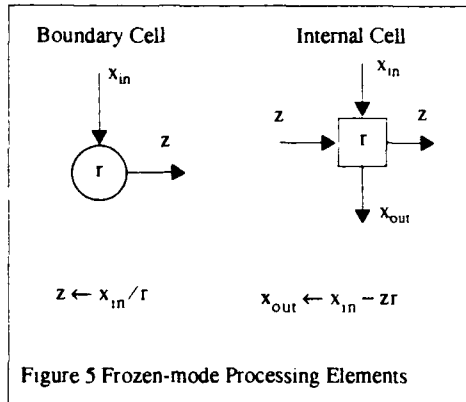 Boundary Cell
Internal Cell
x_in
x_in
z
z
z
r
r
x_out
z ← x_in/r
x_out ← x_in − zr
Figure 5 Frozen-mode Processing Elements